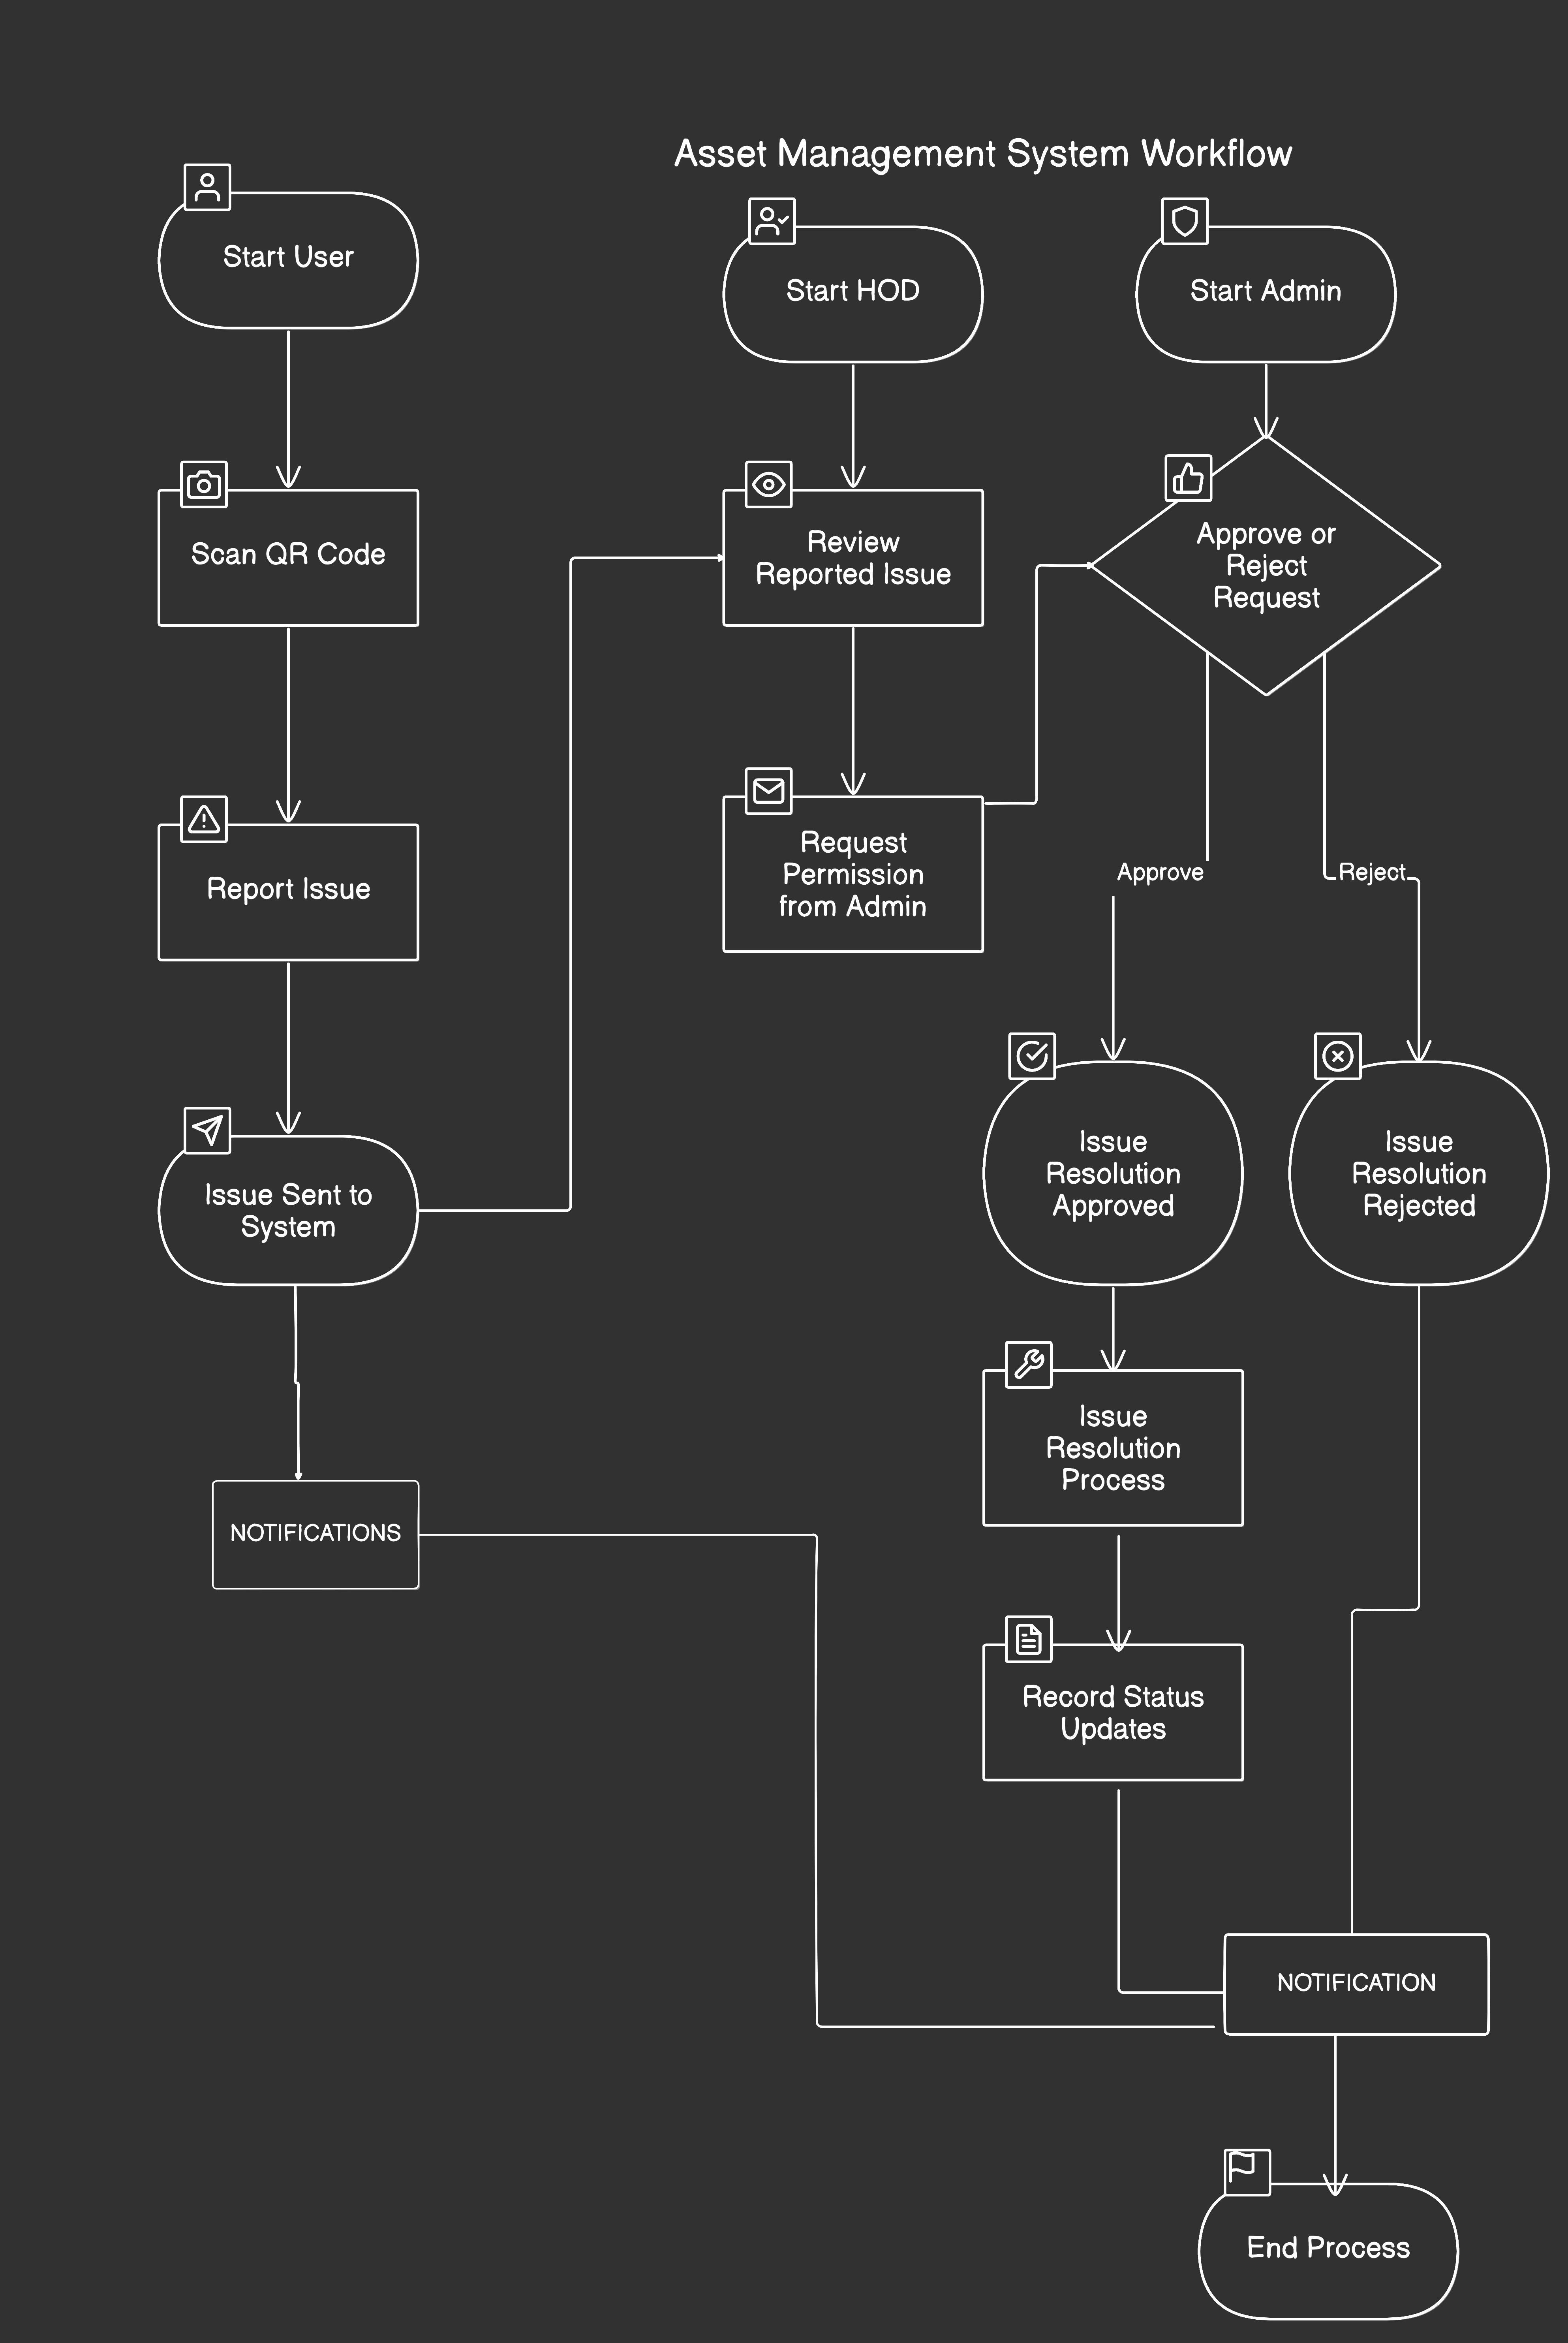 Asset Management System Workflow
Start User
Start HOD
Start Admin
Scan QR Code
Review
Reported Issue
Approve or
Reject
Request
Report Issue
Request
Permission
from Admin
Approve
Reject
Issue Sent to
System
Issue
Resolution
Approved
Issue
Resolution
Rejected
Issue
Resolution
Process
NOTIFICATIONS
Record Status
Updates
NOTIFICATION
End Process